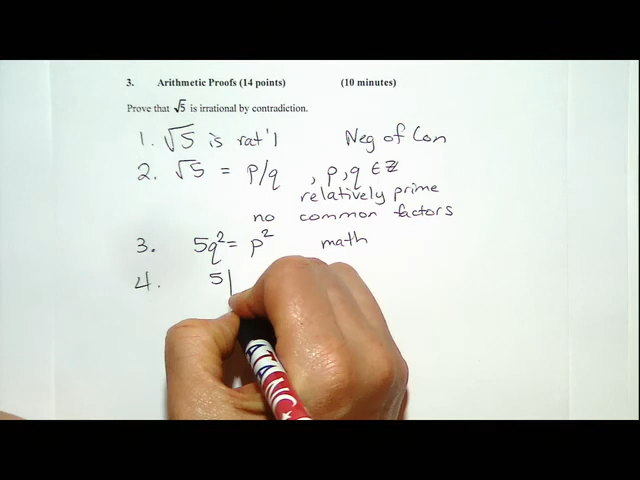 3. Arithmetic Proofs (14 points) (10 minutes)
Prove that √5 is irrational by contradiction.
1. √5 is rat'l Neg of Con
2. √5 = p/q , p,q ∈ ℤ
relatively prime
no common factors
3. 5q² = p² math
4. 5|